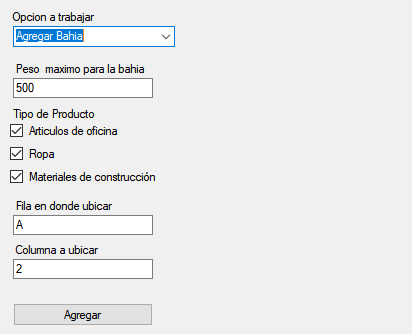 Opcion a trabajar
Agregar Bahia
Peso maximo para la bahia
500
Tipo de Producto
Articulos de oficina
Ropa
Materiales de construcción
Fila en donde ubicar
A
Columna a ubicar
2
Agregar